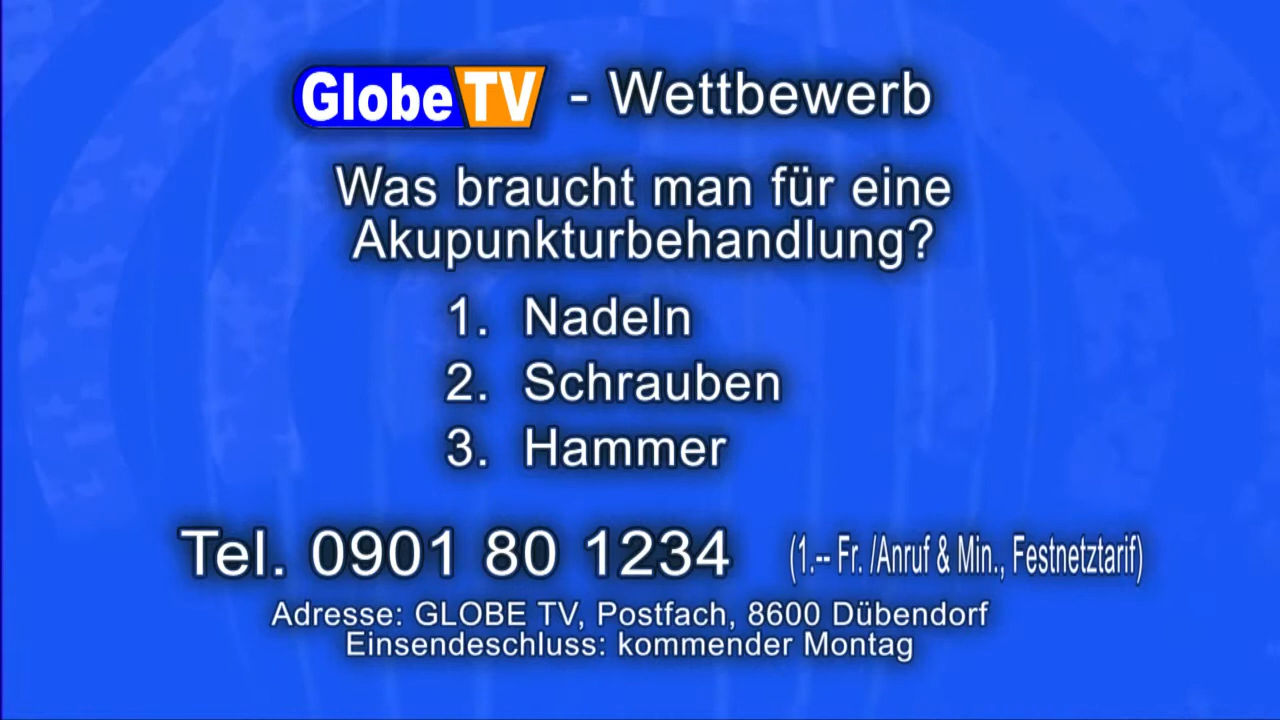 GlobeTV - Wettbewerb
Was braucht man für eine
Akupunkturbehandlung?
1. Nadeln
2. Schrauben
3. Hammer
Tel. 0901 80 1234 (1.-- Fr. /Anruf & Min., Festnetztarif)
Adresse: GLOBE TV, Postfach, 8600 Dübendorf
Einsendeschluss: kommender Montag